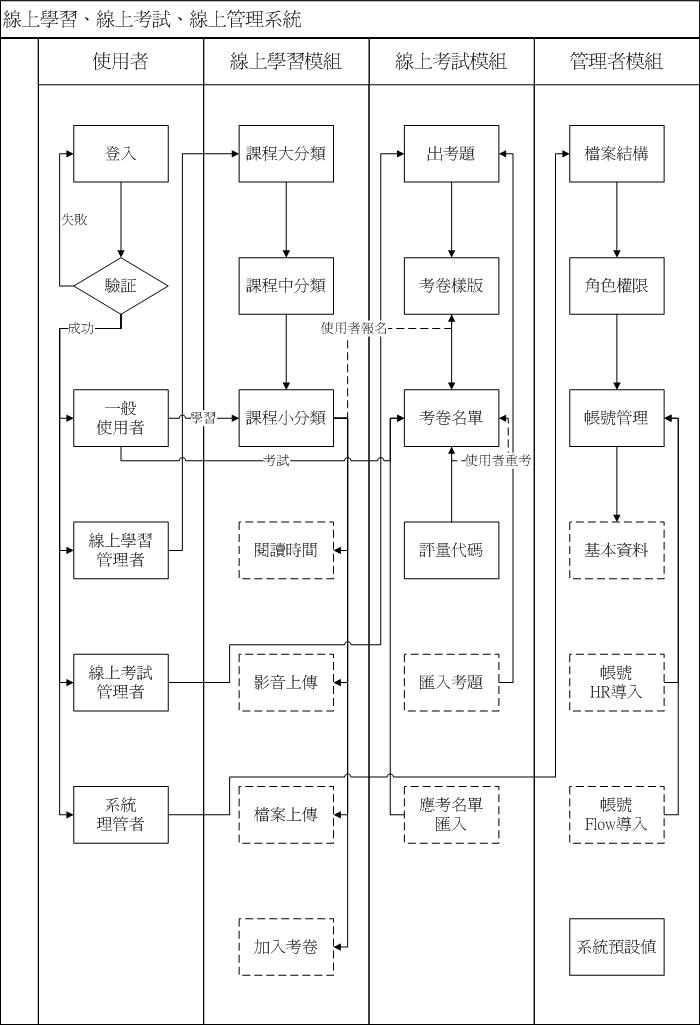 線上學習、線上考試、線上管理系統
使用者
線上學習模組
線上考試模組
管理者模組
登入
課程大分類
出考題
檔案結構
失敗
驗証
課程中分類
考卷樣版
角色權限
成功
使用者報名
一般
使用者
學習
課程小分類
考卷名單
帳號管理
考試
使用者重考
線上學習
管理者
閱讀時間
評量代碼
基本資料
線上考試
管理者
影音上傳
匯入考題
帳號
HR導入
系統
理管者
檔案上傳
應考名單
匯入
帳號
Flow導入
加入考卷
系統預設值